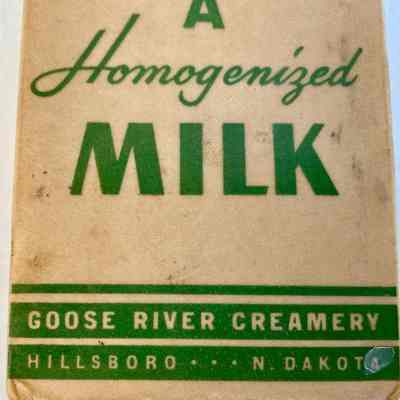 A
Homogenized
MILK
GOOSE RIVER CREAMERY
HILLSBORO · · · N. DAKOTA